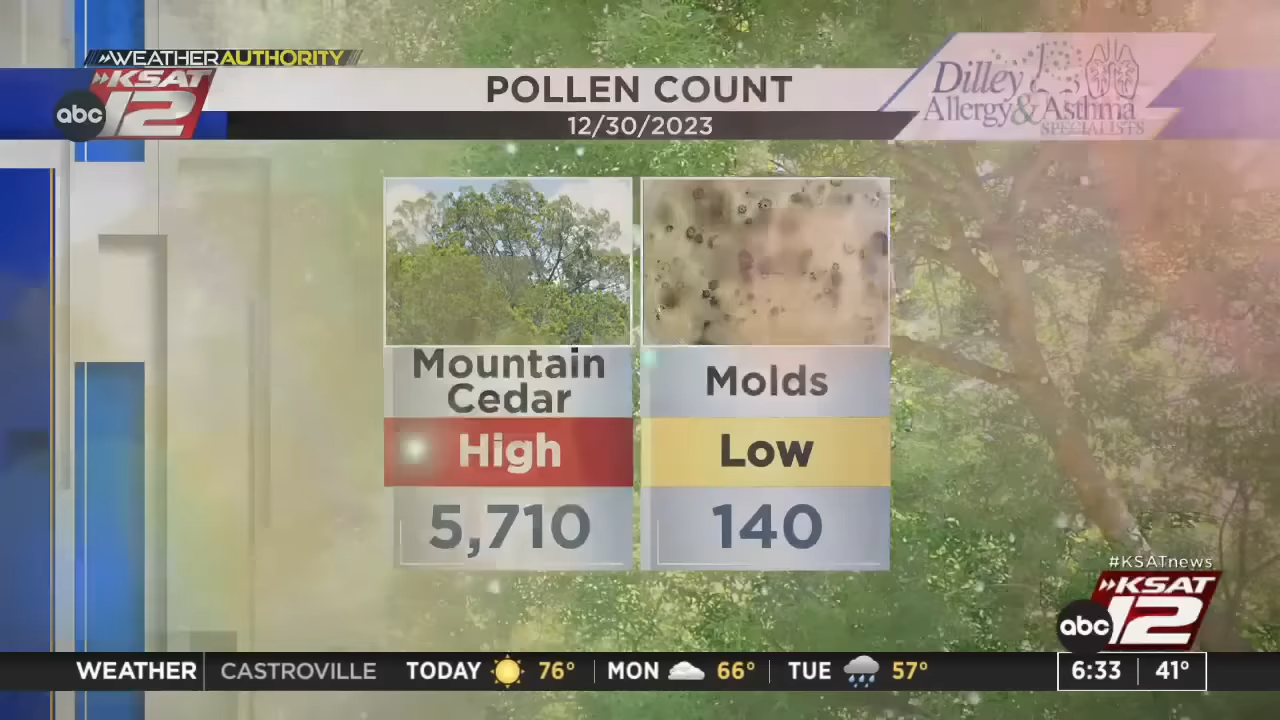 WEATHER AUTHORITY
KSAT
abc 12
POLLEN COUNT
12/30/2023
Dilley
Allergy & Asthma
SPECIALISTS
Mountain
Cedar
High
5,710
Molds
Low
140
#KSATnews
KSAT
abc 12
WEATHER CASTROVILLE TODAY 76° MON 66° TUE 57° 6:33 41°